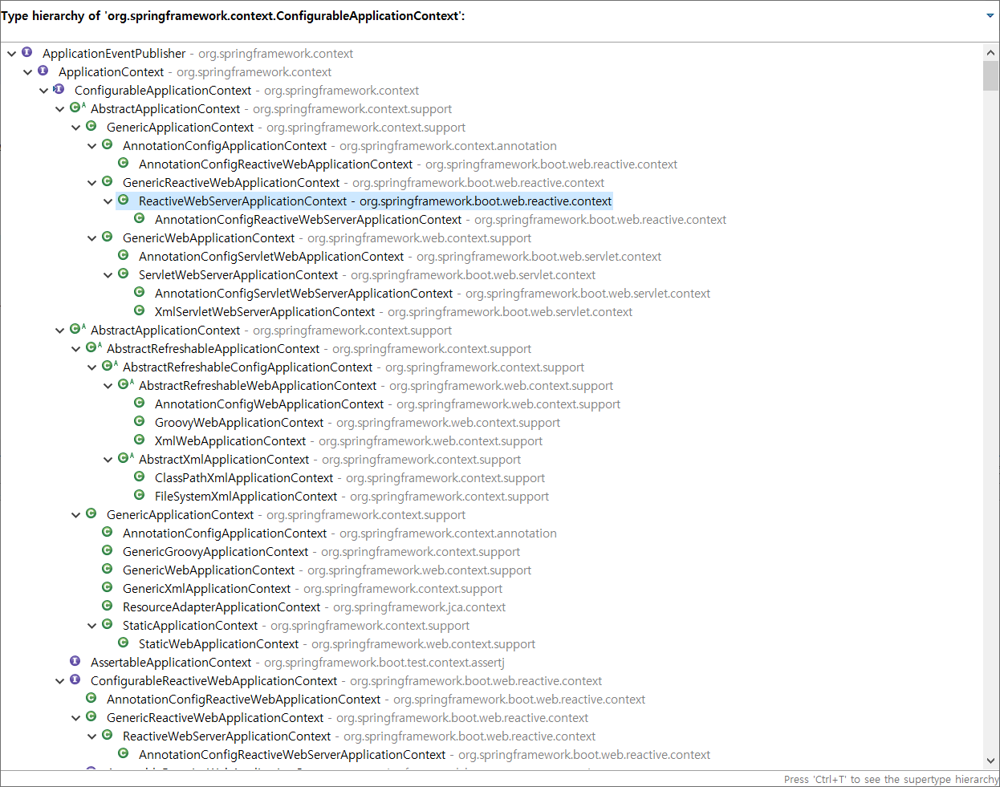 Type hierarchy of 'org.springframework.context.ConfigurableApplicationContext':
ApplicationEventPublisher - org.springframework.context
ApplicationContext - org.springframework.context
ConfigurableApplicationContext - org.springframework.context
AbstractApplicationContext - org.springframework.context.support
GenericApplicationContext - org.springframework.context.support
AnnotationConfigApplicationContext - org.springframework.context.annotation
AnnotationConfigReactiveWebApplicationContext - org.springframework.boot.web.reactive.context
GenericReactiveWebApplicationContext - org.springframework.boot.web.reactive.context
ReactiveWebServerApplicationContext - org.springframework.boot.web.reactive.context
AnnotationConfigReactiveWebServerApplicationContext - org.springframework.boot.web.reactive.context
GenericWebApplicationContext - org.springframework.web.context.support
AnnotationConfigServletWebApplicationContext - org.springframework.boot.web.servlet.context
ServletWebServerApplicationContext - org.springframework.boot.web.servlet.context
AnnotationConfigServletWebServerApplicationContext - org.springframework.boot.web.servlet.context
XmlServletWebServerApplicationContext - org.springframework.boot.web.servlet.context
AbstractApplicationContext - org.springframework.context.support
AbstractRefreshableApplicationContext - org.springframework.context.support
AbstractRefreshableConfigApplicationContext - org.springframework.context.support
AbstractRefreshableWebApplicationContext - org.springframework.web.context.support
AnnotationConfigWebApplicationContext - org.springframework.web.context.support
GroovyWebApplicationContext - org.springframework.web.context.support
XmlWebApplicationContext - org.springframework.web.context.support
AbstractXmlApplicationContext - org.springframework.context.support
ClassPathXmlApplicationContext - org.springframework.context.support
FileSystemXmlApplicationContext - org.springframework.context.support
GenericApplicationContext - org.springframework.context.support
AnnotationConfigApplicationContext - org.springframework.context.annotation
GenericGroovyApplicationContext - org.springframework.context.support
GenericWebApplicationContext - org.springframework.web.context.support
GenericXmlApplicationContext - org.springframework.context.support
ResourceAdapterApplicationContext - org.springframework.jca.context
StaticApplicationContext - org.springframework.context.support
StaticWebApplicationContext - org.springframework.web.context.support
AssertableApplicationContext - org.springframework.boot.test.context.assertj
ConfigurableReactiveWebApplicationContext - org.springframework.boot.web.reactive.context
AnnotationConfigReactiveWebApplicationContext - org.springframework.boot.web.reactive.context
GenericReactiveWebApplicationContext - org.springframework.boot.web.reactive.context
ReactiveWebServerApplicationContext - org.springframework.boot.web.reactive.context
AnnotationConfigReactiveWebServerApplicationContext - org.springframework.boot.web.reactive.context
Press 'Ctrl+T' to see the supertype hierarchy